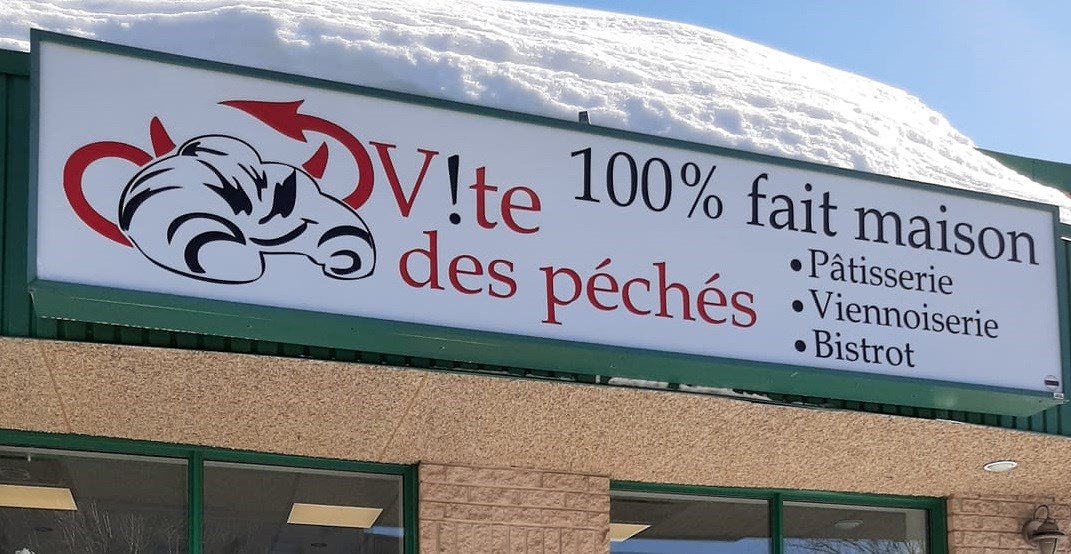 V!te
des péchés
100% fait maison
•Pâtisserie
•Viennoiserie
•Bistrot